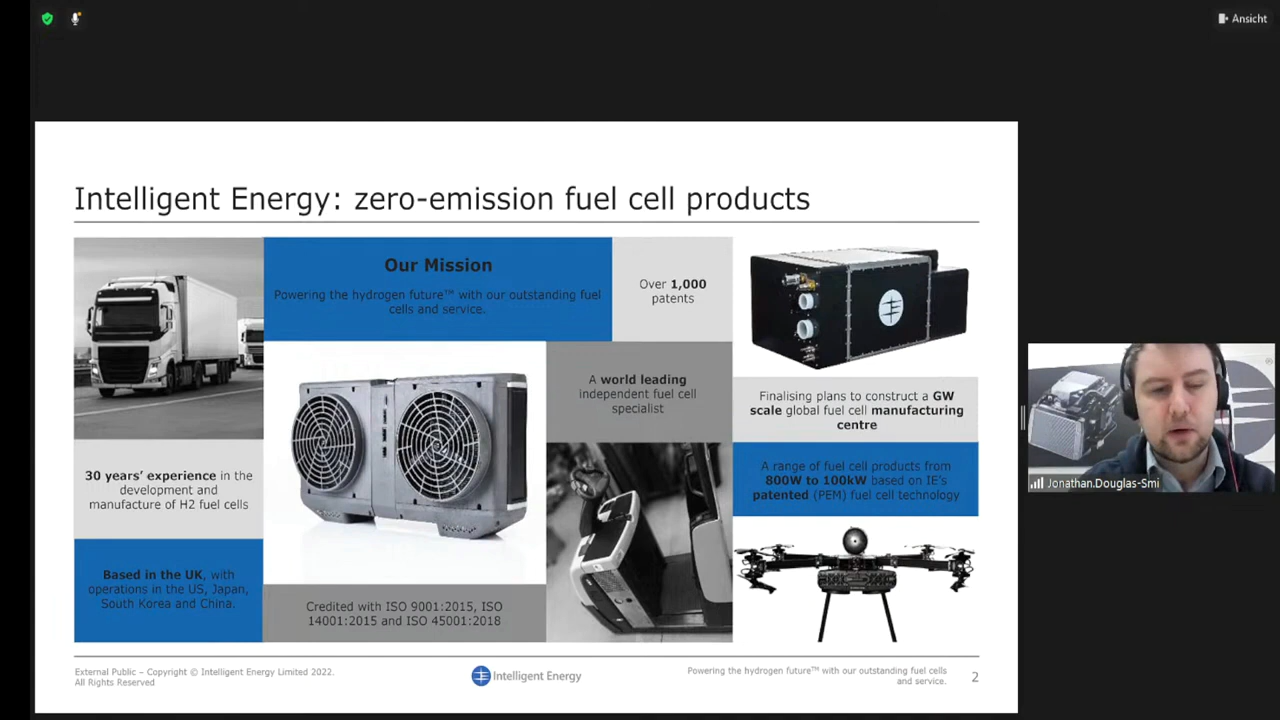 Ansicht
Intelligent Energy: zero-emission fuel cell products
Our Mission
Powering the hydrogen future™ with our outstanding fuel
cells and service.
Over 1,000
patents
A world leading
independent fuel cell
specialist
Finalising plans to construct a GW
scale global fuel cell manufacturing
centre
30 years’ experience in the
development and
manufacture of H2 fuel cells
A range of fuel cell products from
800W to 100kW based on IE’s
patented (PEM) fuel cell technology
Based in the UK, with
operations in the US, Japan,
South Korea and China.
Credited with ISO 9001:2015, ISO
14001:2015 and ISO 45001:2018
Jonathan.Douglas-Smi
External Public – Copyright © Intelligent Energy Limited 2022.
All Rights Reserved
Intelligent Energy
Powering the hydrogen future™ with our outstanding fuel cells
and service.
2